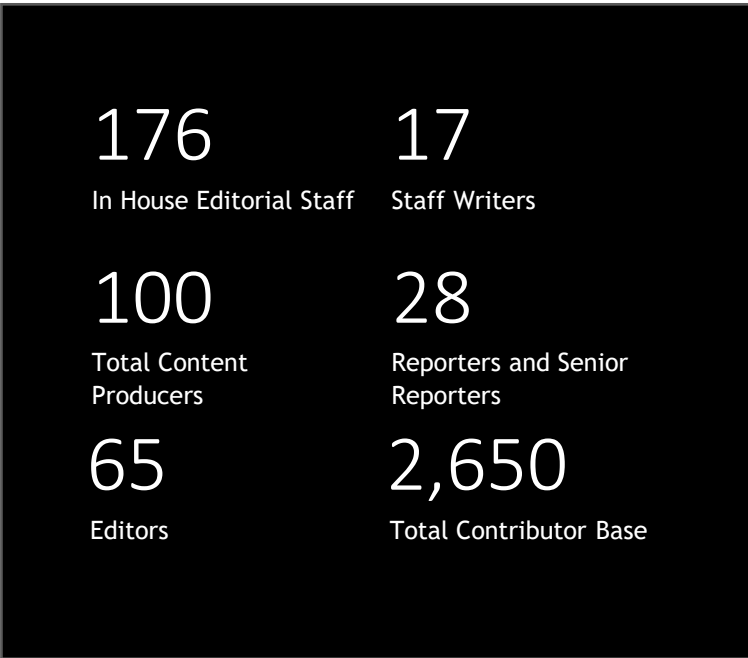 176
In House Editorial Staff
17
Staff Writers
100
Total Content
Producers
28
Reporters and Senior
Reporters
65
Editors
2,650
Total Contributor Base